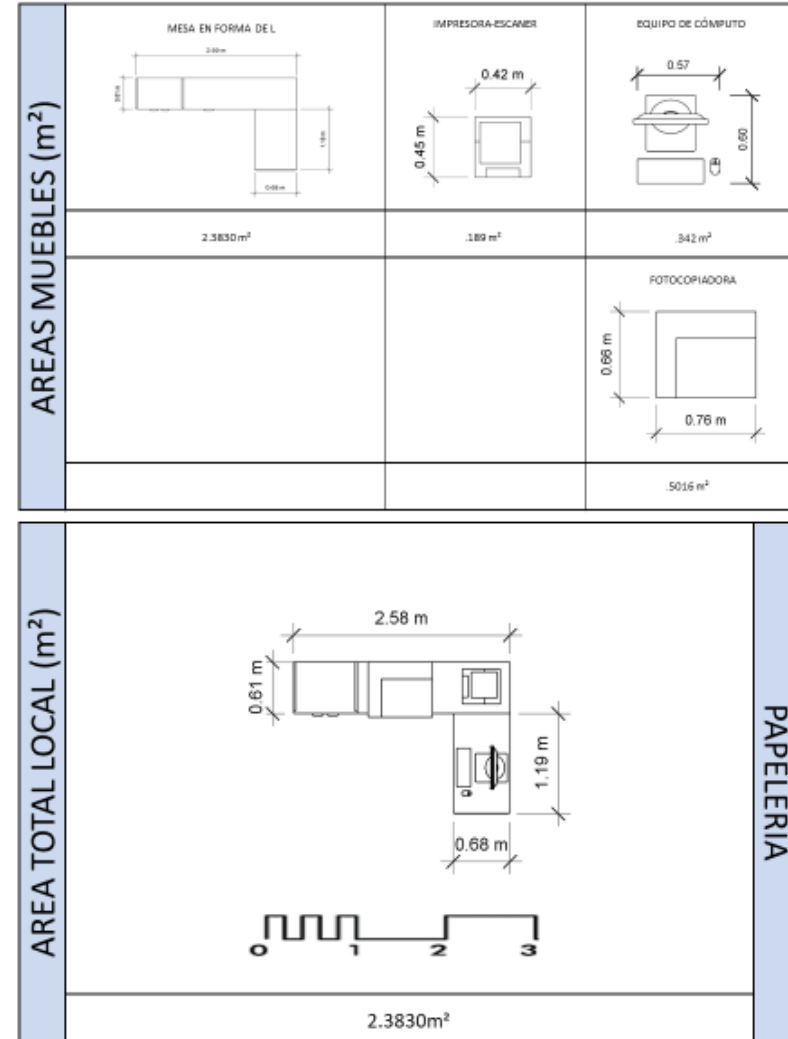 AREAS MUEBLES (m²)
MESA EN FORMA DE L
IMPRESORA-ESCANER
0.42 m
0.45 m
EQUIPO DE CÓMPUTO
0.57
0.60
2.3830 m²
.189 m²
.342 m²
FOTOCOPIADORA
0.66 m
0.76 m
.5016 m²
AREA TOTAL LOCAL (m²)
2.58 m
0.61 m
1.19 m
0.68 m
0 1 2 3
2.3830m²
PAPELERIA